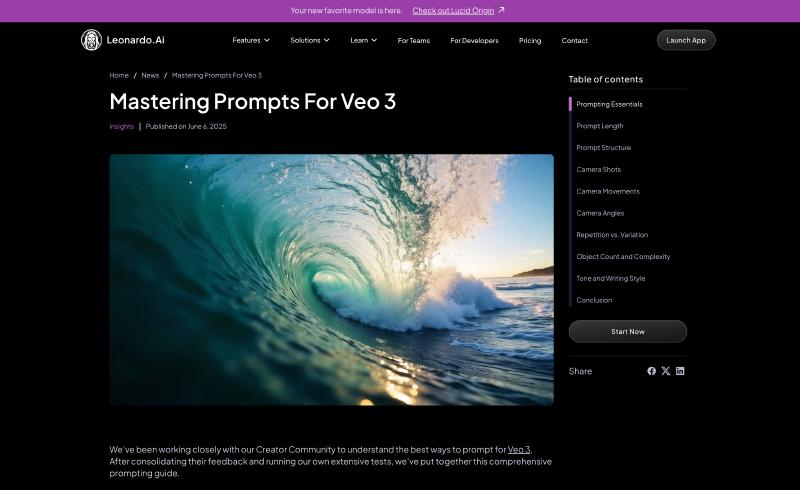 Your new favorite model is here. Check out Lucid Origin
Leonardo.Ai Features Solutions Learn For Teams For Developers Pricing Contact Launch App
Home / News / Mastering Prompts For Veo 3
Mastering Prompts For Veo 3
Insights | Published on June 6, 2025
Table of contents
Prompting Essentials
Prompt Length
Prompt Structure
Camera Shots
Camera Movements
Camera Angles
Repetition vs. Variation
Object Count and Complexity
Tone and Writing Style
Conclusion
Start Now
Share
We've been working closely with our Creator Community to understand the best ways to prompt for Veo 3.
After consolidating their feedback and running our own extensive tests, we've put together this comprehensive
prompting guide.